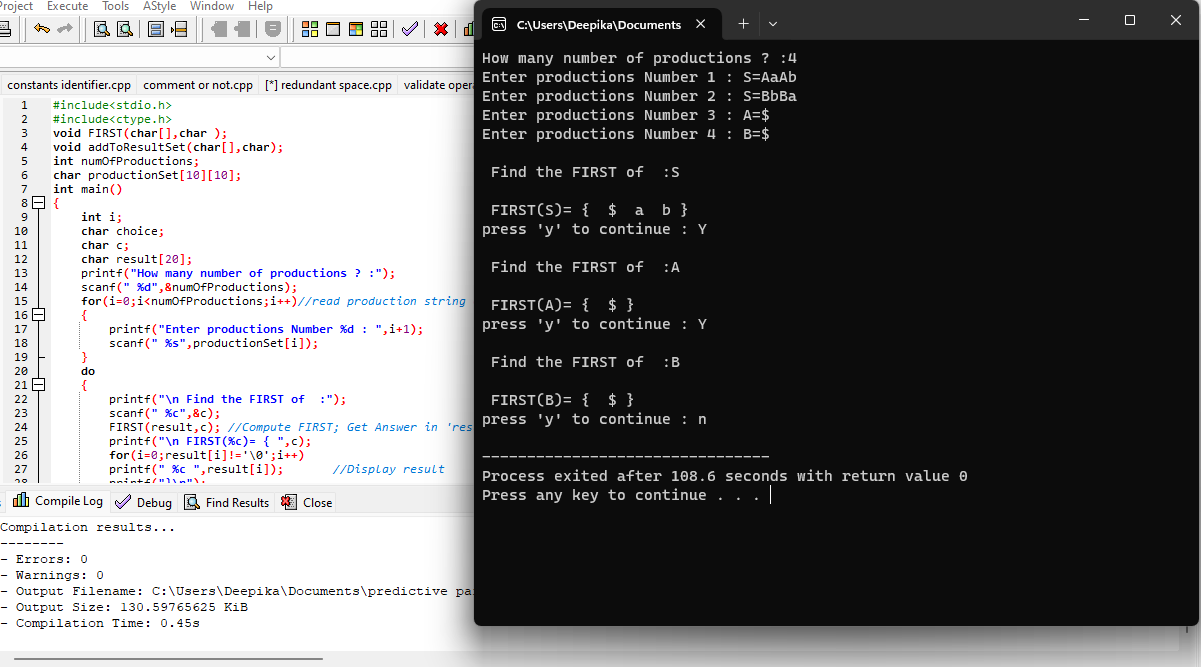 Project Execute Tools AStyle Window Help
constants identifier.cpp comment or not.cpp [*] redundant space.cpp validate opera
1 #include<stdio.h>
2 #include<ctype.h>
3 void FIRST(char[],char );
4 void addToResultSet(char[],char);
5 int numOfProductions;
6 char productionSet[10][10];
7 int main()
8 {
9 int i;
10 char choice;
11 char c;
12 char result[20];
13 printf("How many number of productions ? :");
14 scanf(" %d",&numOfProductions);
15 for(i=0;i<numOfProductions;i++)//read production string
16 {
17 printf("Enter productions Number %d : ",i+1);
18 scanf(" %s",productionSet[i]);
19 }
20 do
21 {
22 printf("\n Find the FIRST of  :");
23 scanf(" %c",&c);
24 FIRST(result,c); //Compute FIRST; Get Answer in 'res
25 printf("\n FIRST(%c)= { ",c);
26 for(i=0;result[i]!='\0';i++)
27 printf(" %c ",result[i]); //Display result
28 printf("}\n");
Compile Log Debug Find Results Close
Compilation results...
--------
- Errors: 0
- Warnings: 0
- Output Filename: C:\Users\Deepika\Documents\predictive pa
- Output Size: 130.59765625 KiB
- Compilation Time: 0.45s
C:\Users\Deepika\Documents
How many number of productions ? :4
Enter productions Number 1 : S=AaAb
Enter productions Number 2 : S=BbBa
Enter productions Number 3 : A=$
Enter productions Number 4 : B=$
Find the FIRST of  :S
FIRST(S)= {  $  a  b }
press 'y' to continue : Y
Find the FIRST of  :A
FIRST(A)= {  $ }
press 'y' to continue : Y
Find the FIRST of  :B
FIRST(B)= {  $ }
press 'y' to continue : n
--------------------------------
Process exited after 108.6 seconds with return value 0
Press any key to continue . . .